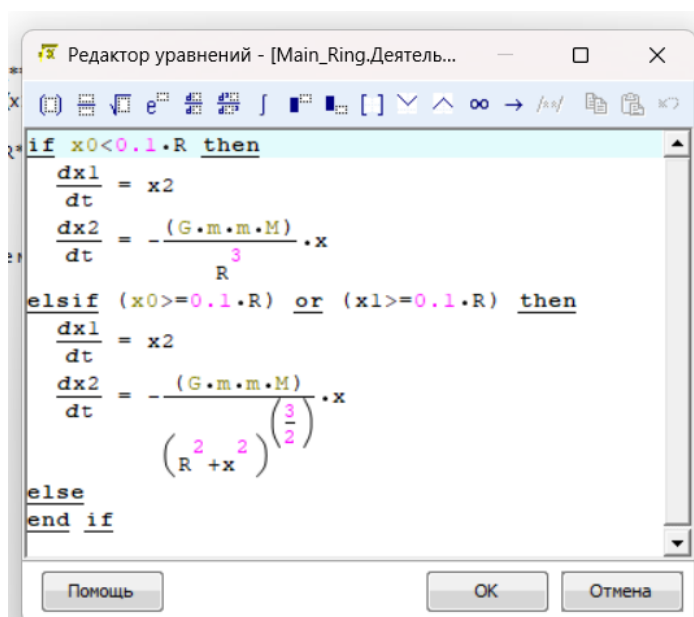 Редактор уравнений - [Main_Ring.Деятель...
if x0<0.1·R then
dx1/dt = x2
dx2/dt = -(G·m·m·M)/R^3·x
elsif (x0>=0.1·R) or (x1>=0.1·R) then
dx1/dt = x2
dx2/dt = -(G·m·m·M)/(R^2+x^2)^(3/2)·x
else
end if
Помощь
OK
Отмена